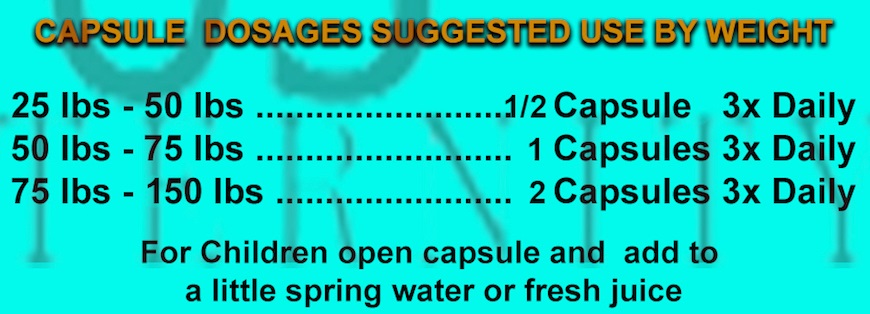 CAPSULE DOSAGES SUGGESTED USE BY WEIGHT
25 lbs - 50 lbs ..........................1/2 Capsule 3x Daily
50 lbs - 75 lbs .......................... 1 Capsules 3x Daily
75 lbs - 150 lbs ........................ 2 Capsules 3x Daily
For Children open capsule and add to
a little spring water or fresh juice